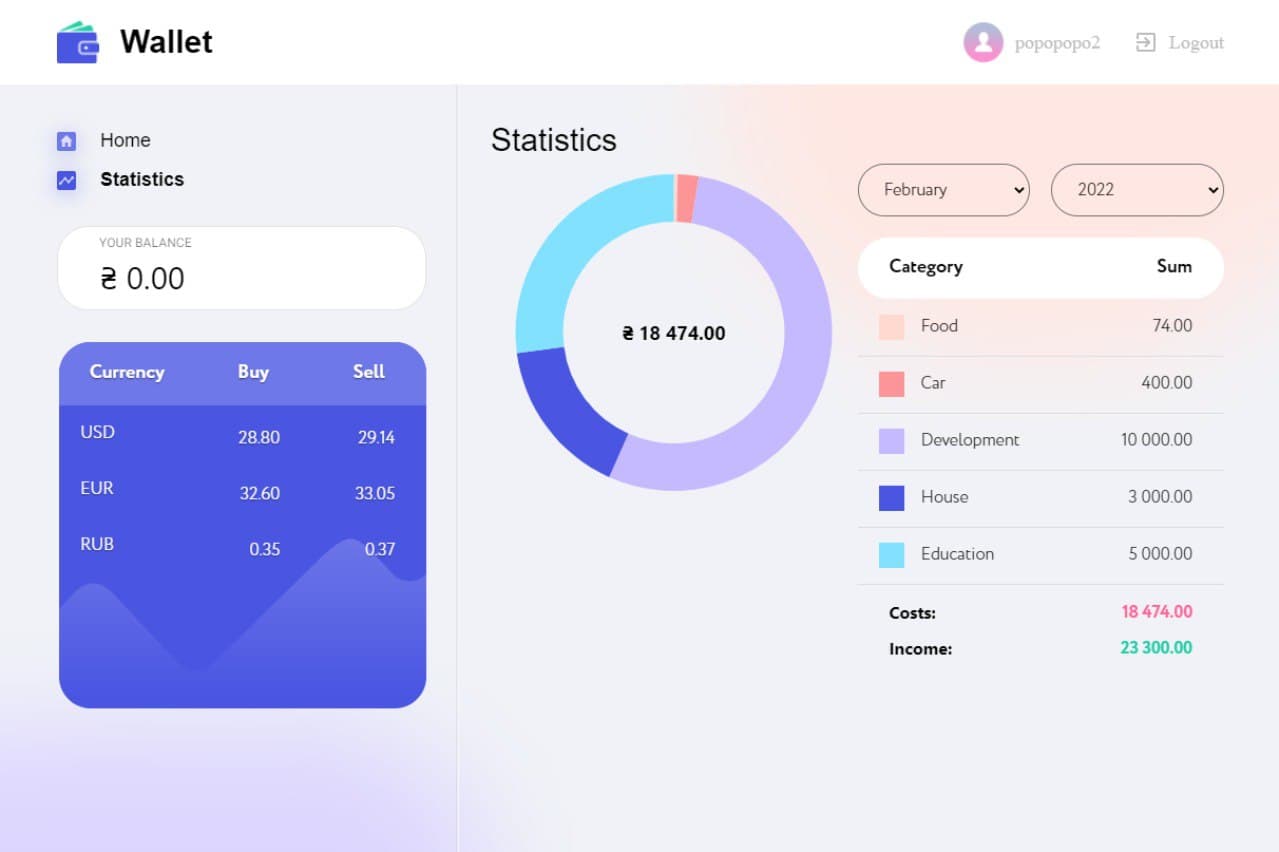 Wallet
popopopo2 Logout
Home
Statistics
YOUR BALANCE
₴ 0.00
Currency Buy Sell
USD 28.80 29.14
EUR 32.60 33.05
RUB 0.35 0.37
Statistics
₴ 18 474.00
February 2022
Category Sum
Food 74.00
Car 400.00
Development 10 000.00
House 3 000.00
Education 5 000.00
Costs: 18 474.00
Income: 23 300.00